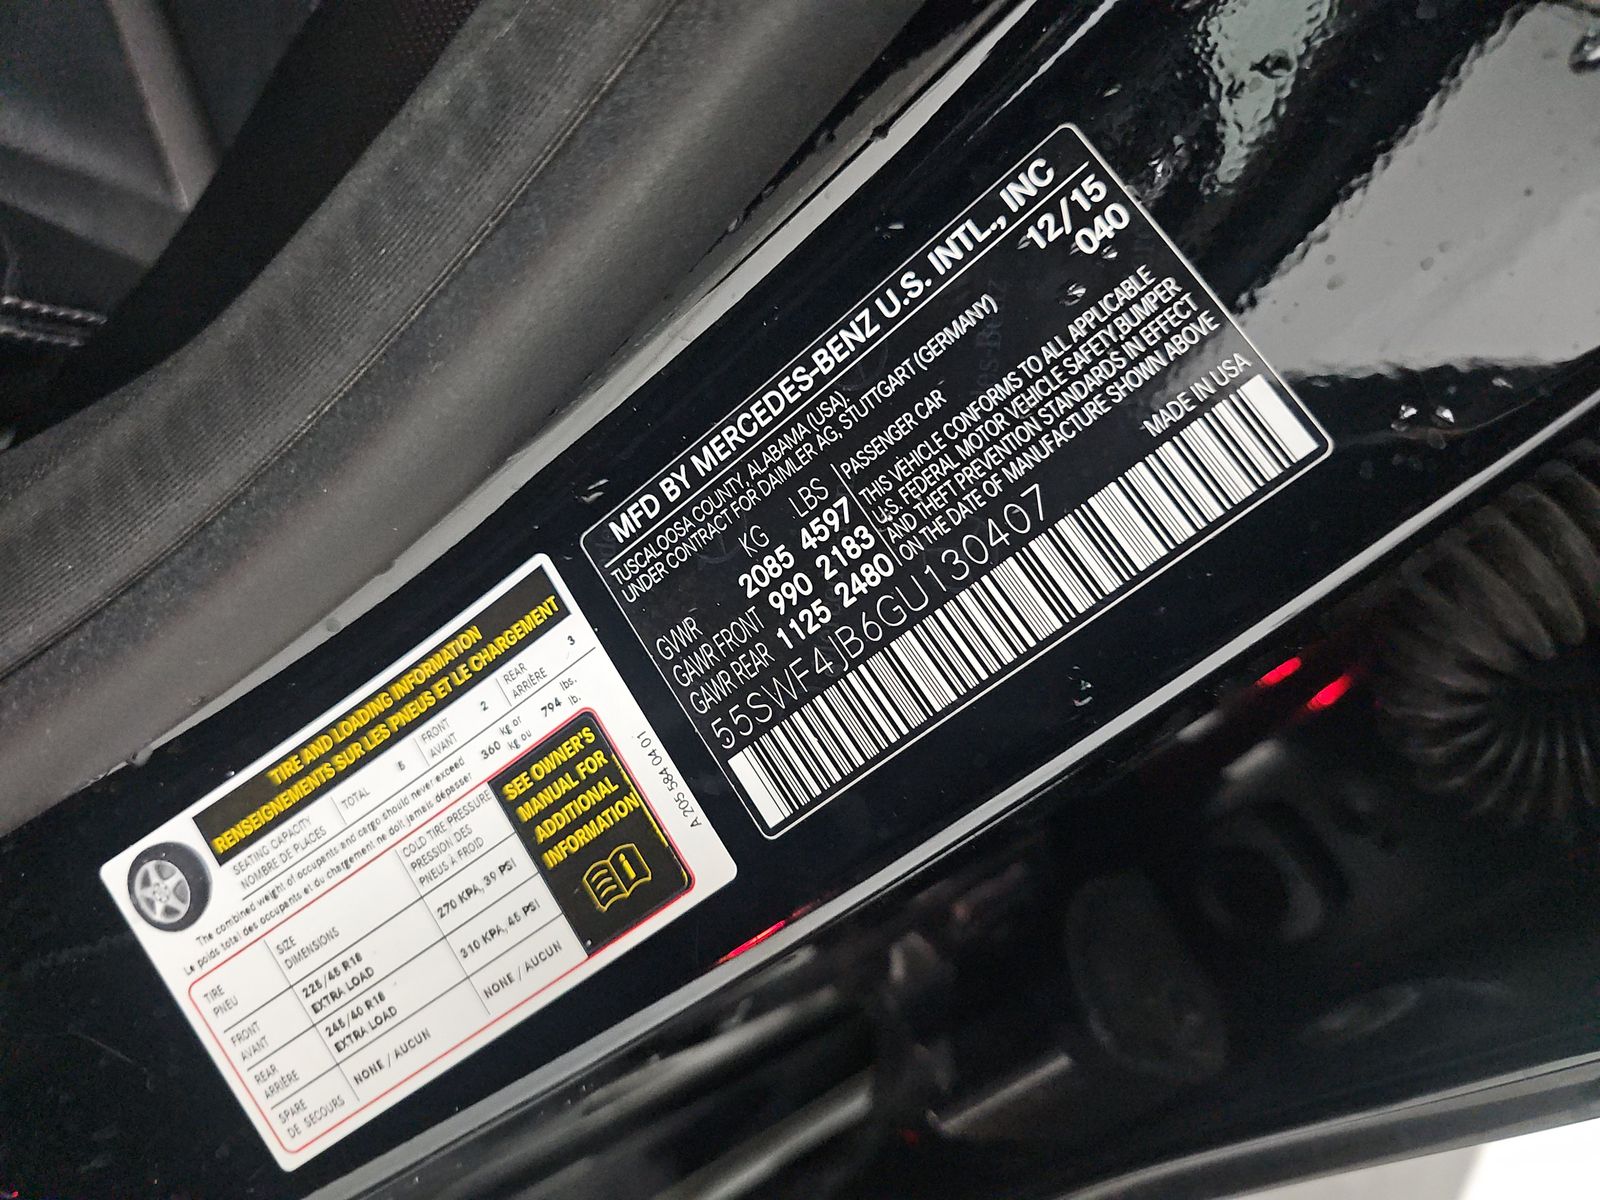 MFD BY MERCEDES-BENZ U.S. INTL., INC
TUSCALOOSA COUNTY, ALABAMA (USA).
12/15
UNDER CONTRACT FOR DAIMLER AG, STUTTGART (GERMANY)
040
KG LBS
PASSENGER CAR
GVWR 2085 4597
GAWR FRONT 990 2183
GAWR REAR 1125 2480
THIS VEHICLE CONFORMS TO ALL APPLICABLE
U.S. FEDERAL MOTOR VEHICLE SAFETY, BUMPER
AND THEFT PREVENTION STANDARDS IN EFFECT
ON THE DATE OF MANUFACTURE SHOWN ABOVE
55SWF4JB6GU130407
MADE IN USA
TIRE AND LOADING INFORMATION
RENSEIGNEMENTS SUR LES PNEUS ET LE CHARGEMENT
SEATING CAPACITY
NOMBRE DE PLACES
TOTAL 5
FRONT
AVANT
2
REAR
ARRIÈRE
3
The combined weight of occupants and cargo should never exceed 360 kg or 794 lbs.
Le poids total des occupants et du chargement ne doit jamais dépasser kg ou lb.
TIRE
PNEU
SIZE
DIMENSIONS
COLD TIRE PRESSURE
PRESSION DES
PNEUS À FROID
FRONT
AVANT
225/45 R18
EXTRA LOAD
270 KPA, 39 PSI
REAR
ARRIÈRE
245/40 R18
EXTRA LOAD
310 KPA, 45 PSI
SPARE
DE SECOURS
NONE / AUCUN
NONE / AUCUN
SEE OWNER'S
MANUAL FOR
ADDITIONAL
INFORMATION
A 205 584 04 01